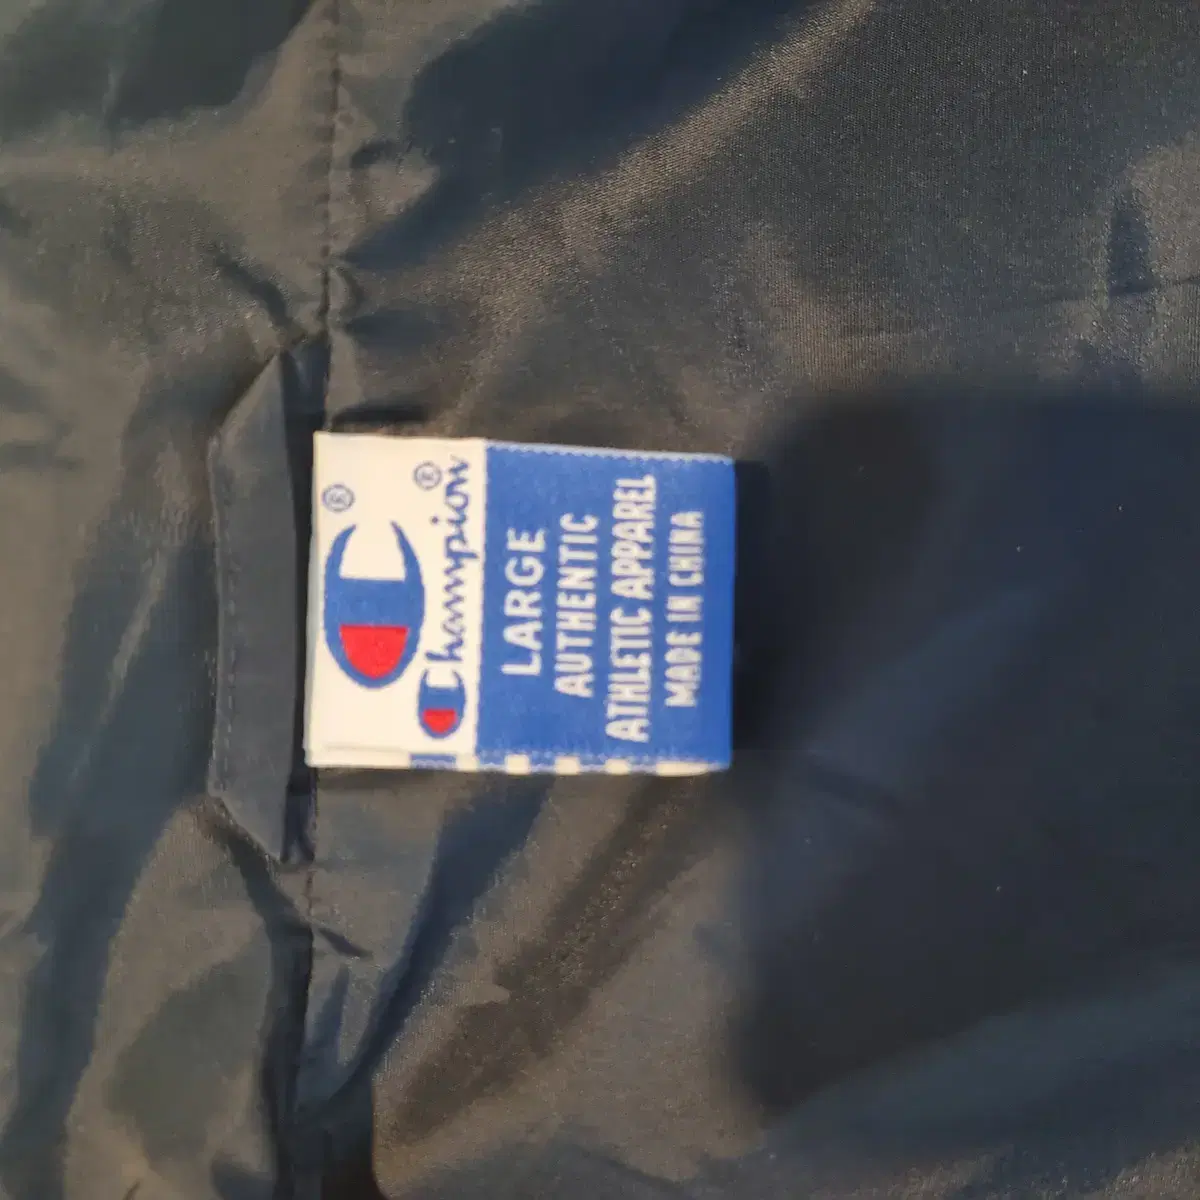 ®
Champion®
LARGE
AUTHENTIC
ATHLETIC APPAREL
MADE IN CHINA